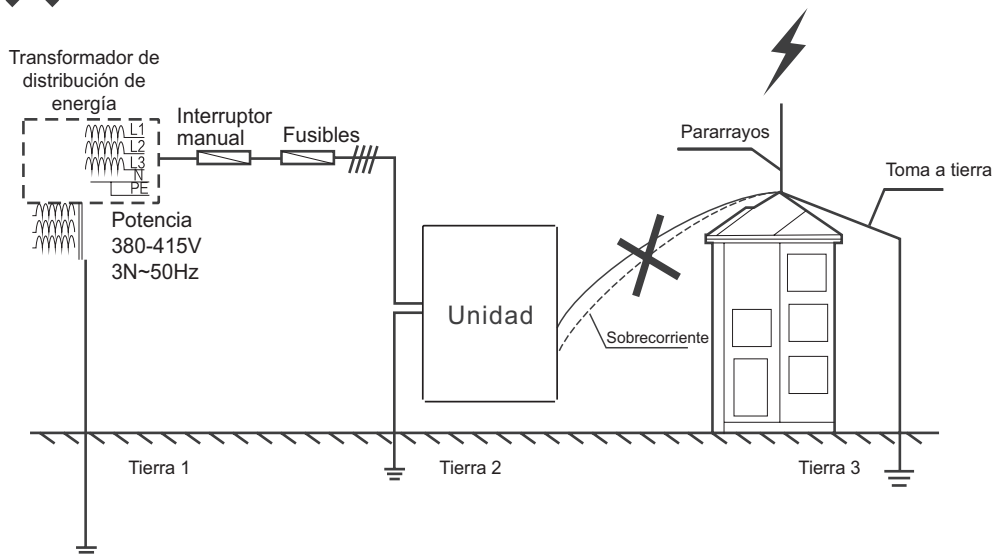 Transformador de
distribución de
energía
L1
L2
L3
N
PE
Interruptor
manual
Fusibles
Potencia
380-415V
3N~50Hz
Unidad
Sobrecorriente
Pararrayos
Toma a tierra
Tierra 1
Tierra 2
Tierra 3